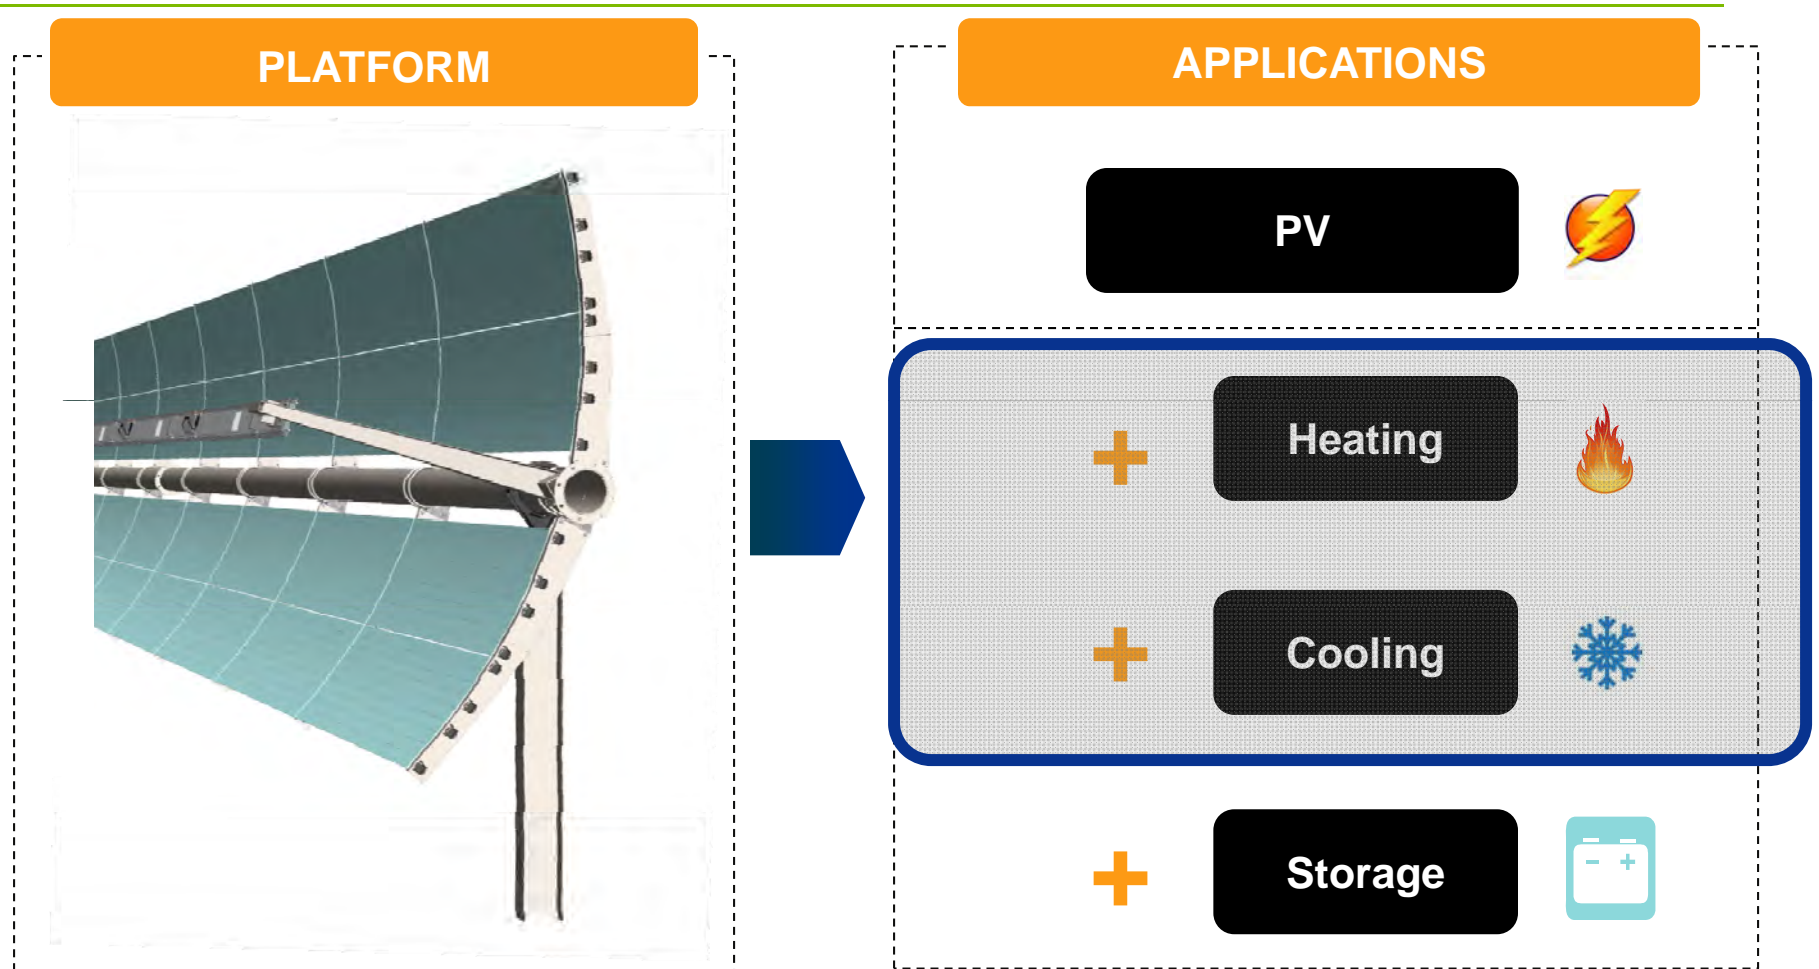 PLATFORM
APPLICATIONS
PV
+ Heating
+ Cooling
+ Storage